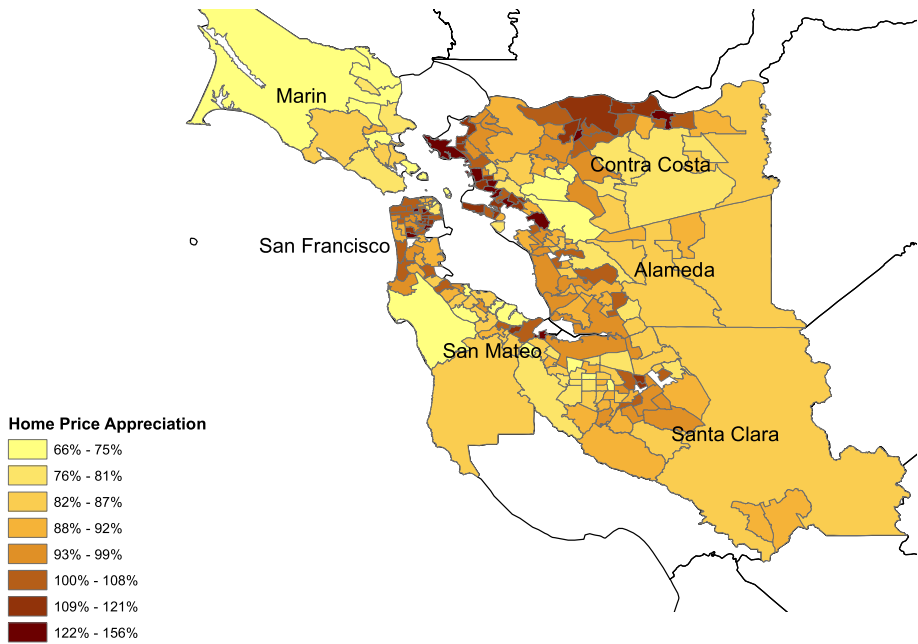 Marin
Contra Costa
San Francisco
Alameda
San Mateo
Santa Clara
Home Price Appreciation
66% - 75%
76% - 81%
82% - 87%
88% - 92%
93% - 99%
100% - 108%
109% - 121%
122% - 156%